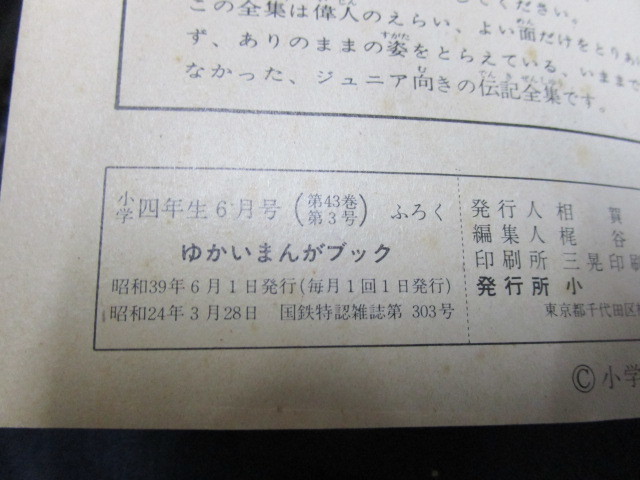 してください。
この全集は偉人のえらい、よい面だけをとりあ
ず、ありのままの姿をとらえている、いままで
なかった、ジュニア向きの伝記全集です。
小学四年生6月号(第43巻第3号)ふろく
ゆかいまんがブック
昭和39年6月1日発行(毎月1回1日発行)
昭和24年3月28日 国鉄特認雑誌第303号
発行人 相賀
編集人 梶谷
印刷所 三晃印刷
発行所 小
東京都千代田区
©小学